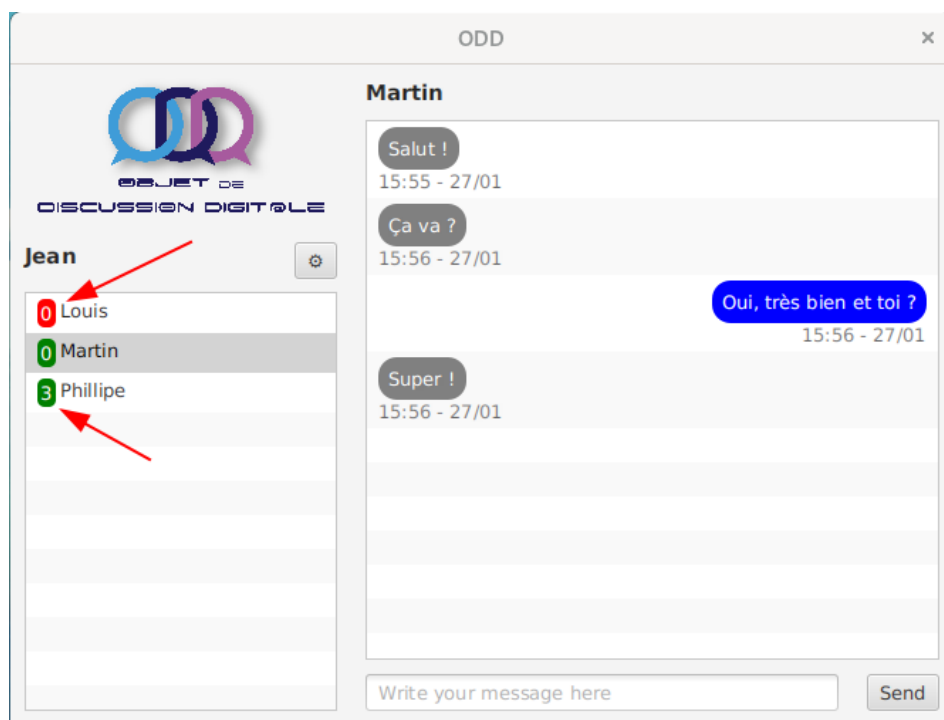 ODD
OBJET DE
DISCUSSION DIGIT@LE
Jean
0 Louis
0 Martin
3 Phillipe
Martin
Salut !
15:55 - 27/01
Ça va ?
15:56 - 27/01
Oui, très bien et toi ?
15:56 - 27/01
Super !
15:56 - 27/01
Write your message here
Send